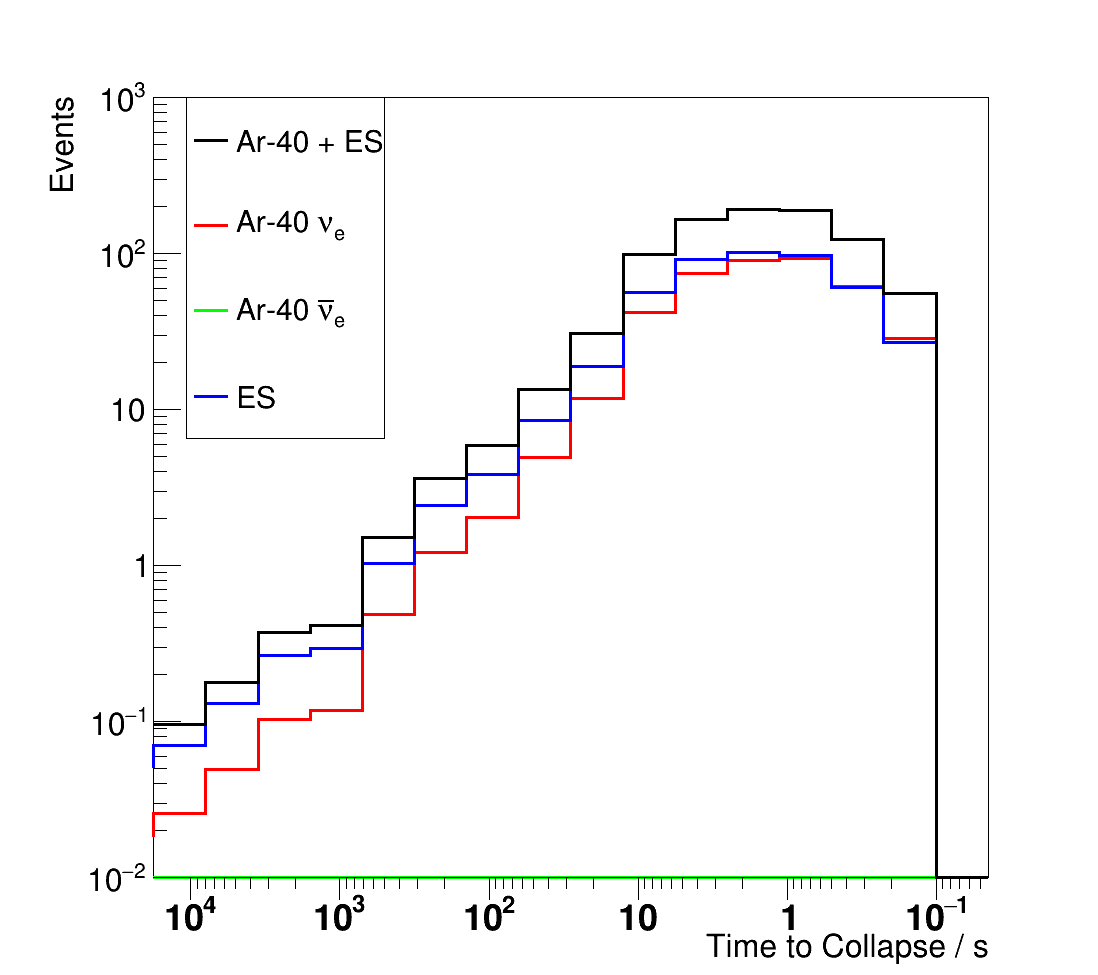 Events
10³
10²
10
1
10⁻¹
10⁻²
Ar-40 + ES
Ar-40 νₑ
Ar-40 ν̅ₑ
ES
10⁴ 10³ 10² 10 1 10⁻¹
Time to Collapse / s